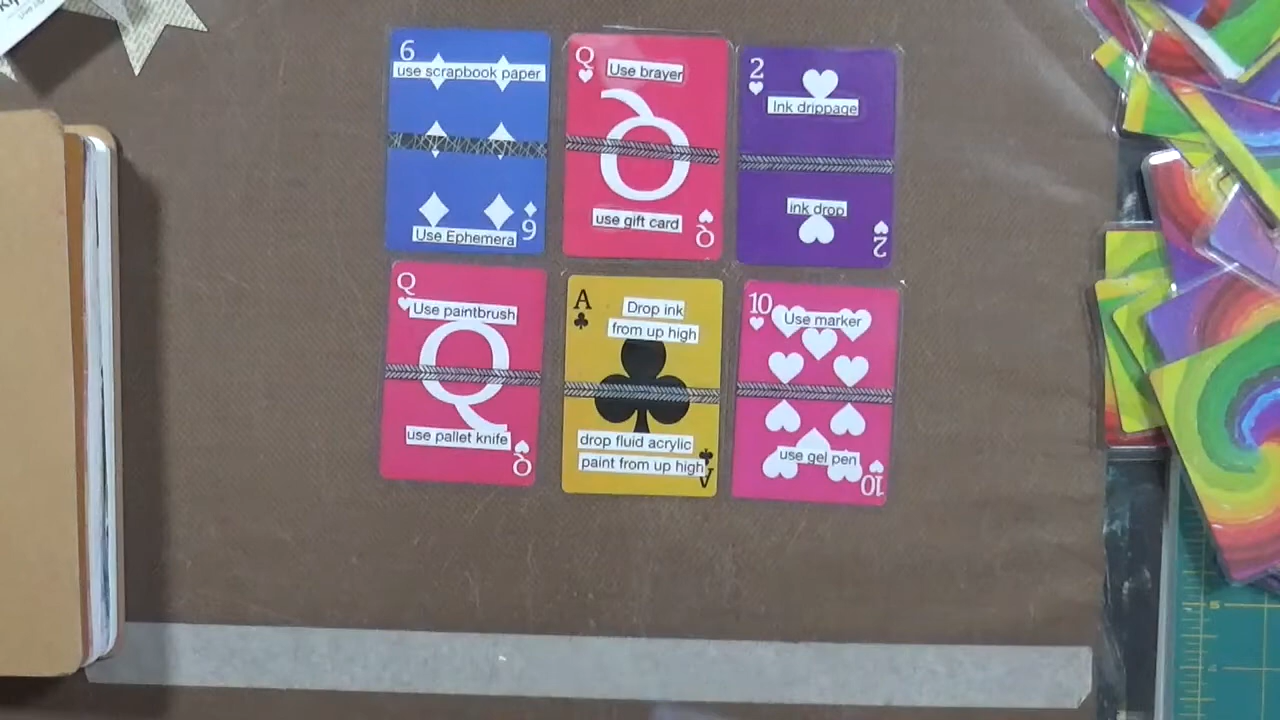 6
use scrapbook paper
Use Ephemera
6
Q
Use brayer
Q
use gift card
Q
2
Ink drippage
ink drop
2
Q
Use paintbrush
Q
use pallet knife
Q
A
Drop ink
from up high
drop fluid acrylic
paint from up high
A
10
Use marker
use gel pen
10